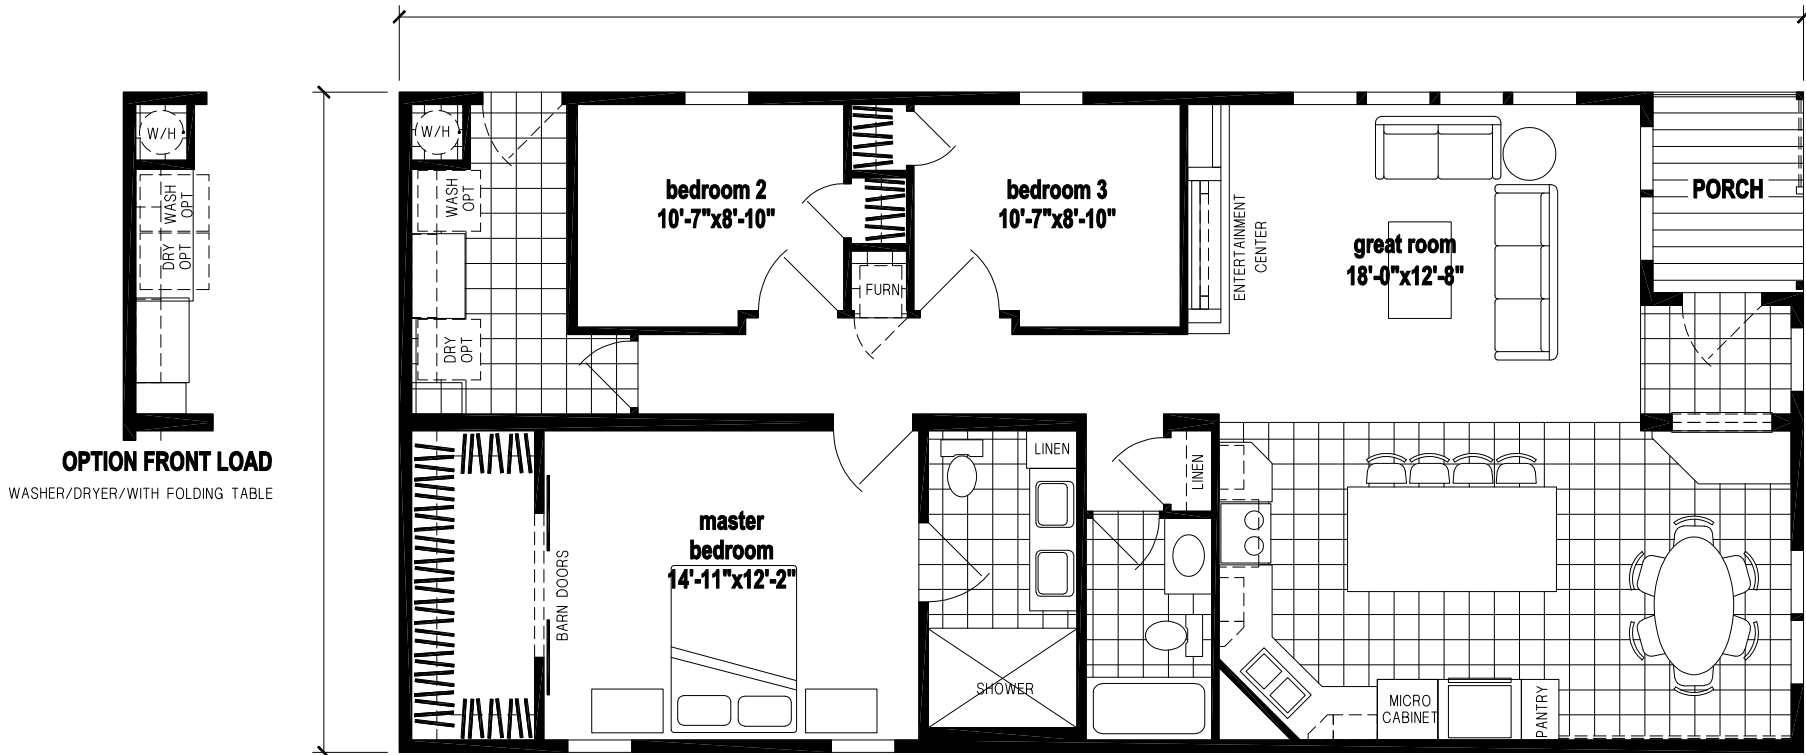 W/H
WASH
OPT
DRY
OPT
OPTION FRONT LOAD
WASHER/DRYER/WITH FOLDING TABLE
W/H
WASH
OPT
DRY
OPT
bedroom 2
10'-7"x8'-10"
FURN
bedroom 3
10'-7"x8'-10"
ENTERTAINMENT
CENTER
great room
18'-0"x12'-8"
PORCH
BARN DOORS
master
bedroom
14'-11"x12'-2"
LINEN
SHOWER
LINEN
MICRO
CABINET
PANTRY